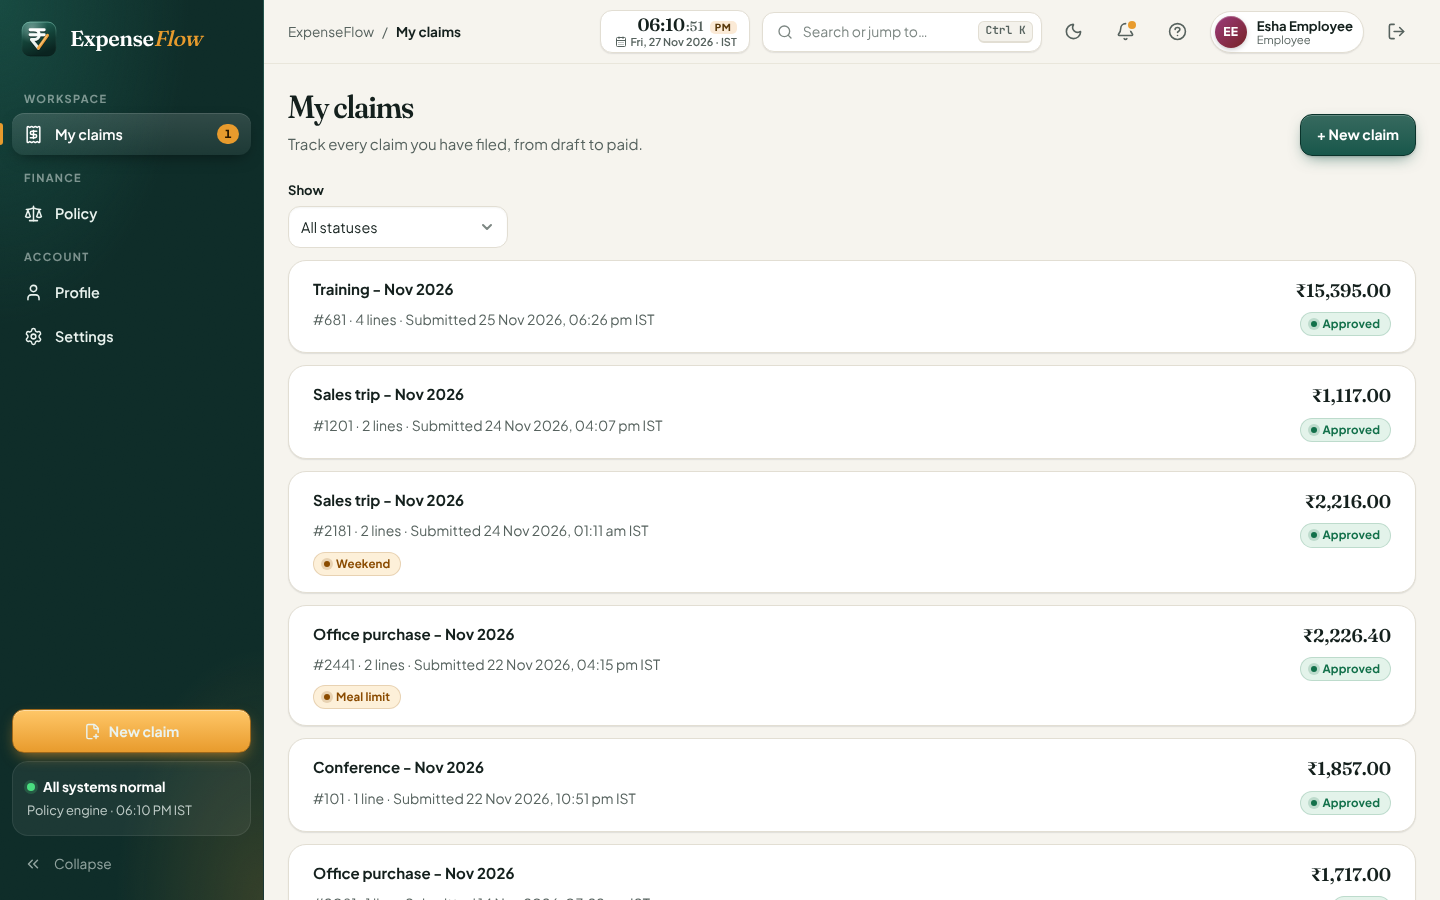 ExpenseFlow
WORKSPACE
My claims 1
FINANCE
Policy
ACCOUNT
Profile
Settings
New claim
All systems normal
Policy engine · 06:10 PM IST
Collapse
ExpenseFlow / My claims
06:10:51 PM
Fri, 27 Nov 2026 · IST
Search or jump to...
Ctrl K
EE
Esha Employee
Employee
My claims
Track every claim you have filed, from draft to paid.
+ New claim
Show
All statuses
Training – Nov 2026
₹15,395.00
#681 · 4 lines · Submitted 25 Nov 2026, 06:26 pm IST
Approved
Sales trip – Nov 2026
₹1,117.00
#1201 · 2 lines · Submitted 24 Nov 2026, 04:07 pm IST
Approved
Sales trip – Nov 2026
₹2,216.00
#2181 · 2 lines · Submitted 24 Nov 2026, 01:11 am IST
Approved
Weekend
Office purchase – Nov 2026
₹2,226.40
#2441 · 2 lines · Submitted 22 Nov 2026, 04:15 pm IST
Approved
Meal limit
Conference – Nov 2026
₹1,857.00
#101 · 1 line · Submitted 22 Nov 2026, 10:51 pm IST
Approved
Office purchase – Nov 2026
₹1,717.00